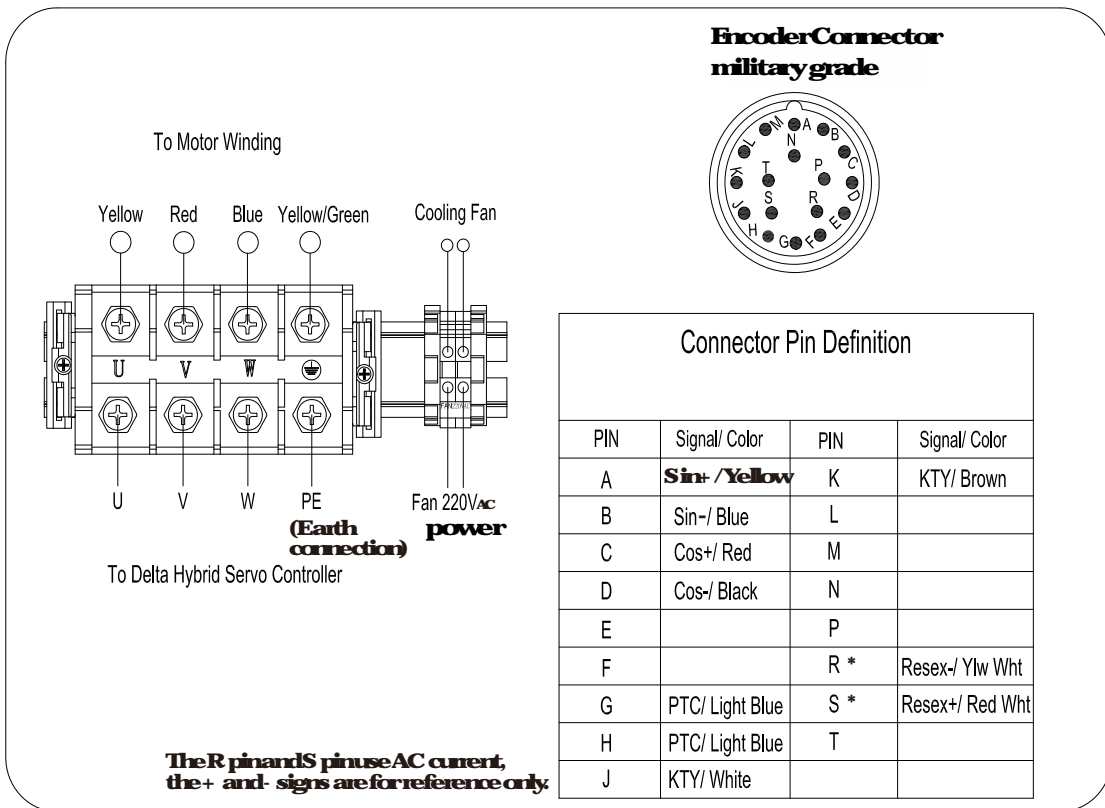 Encoder Connector
military grade
M A B
L N C
K T P D
J S R E
H G F
To Motor Winding
Yellow Red Blue Yellow/Green Cooling Fan
U V W
U V W PE Fan 220V AC
(Earth power
connection)
To Delta Hybrid Servo Controller
Connector Pin Definition
PIN Signal/ Color PIN Signal/ Color
A Sin+ /Yellow K KTY/ Brown
B Sin-/ Blue L
C Cos+/ Red M
D Cos-/ Black N
E P
F R * Resex-/ Ylw Wht
G PTC/ Light Blue S * Resex+/ Red Wht
H PTC/ Light Blue T
J KTY/ White
The R pin and S pin use AC current,
the + and - signs are for reference only.